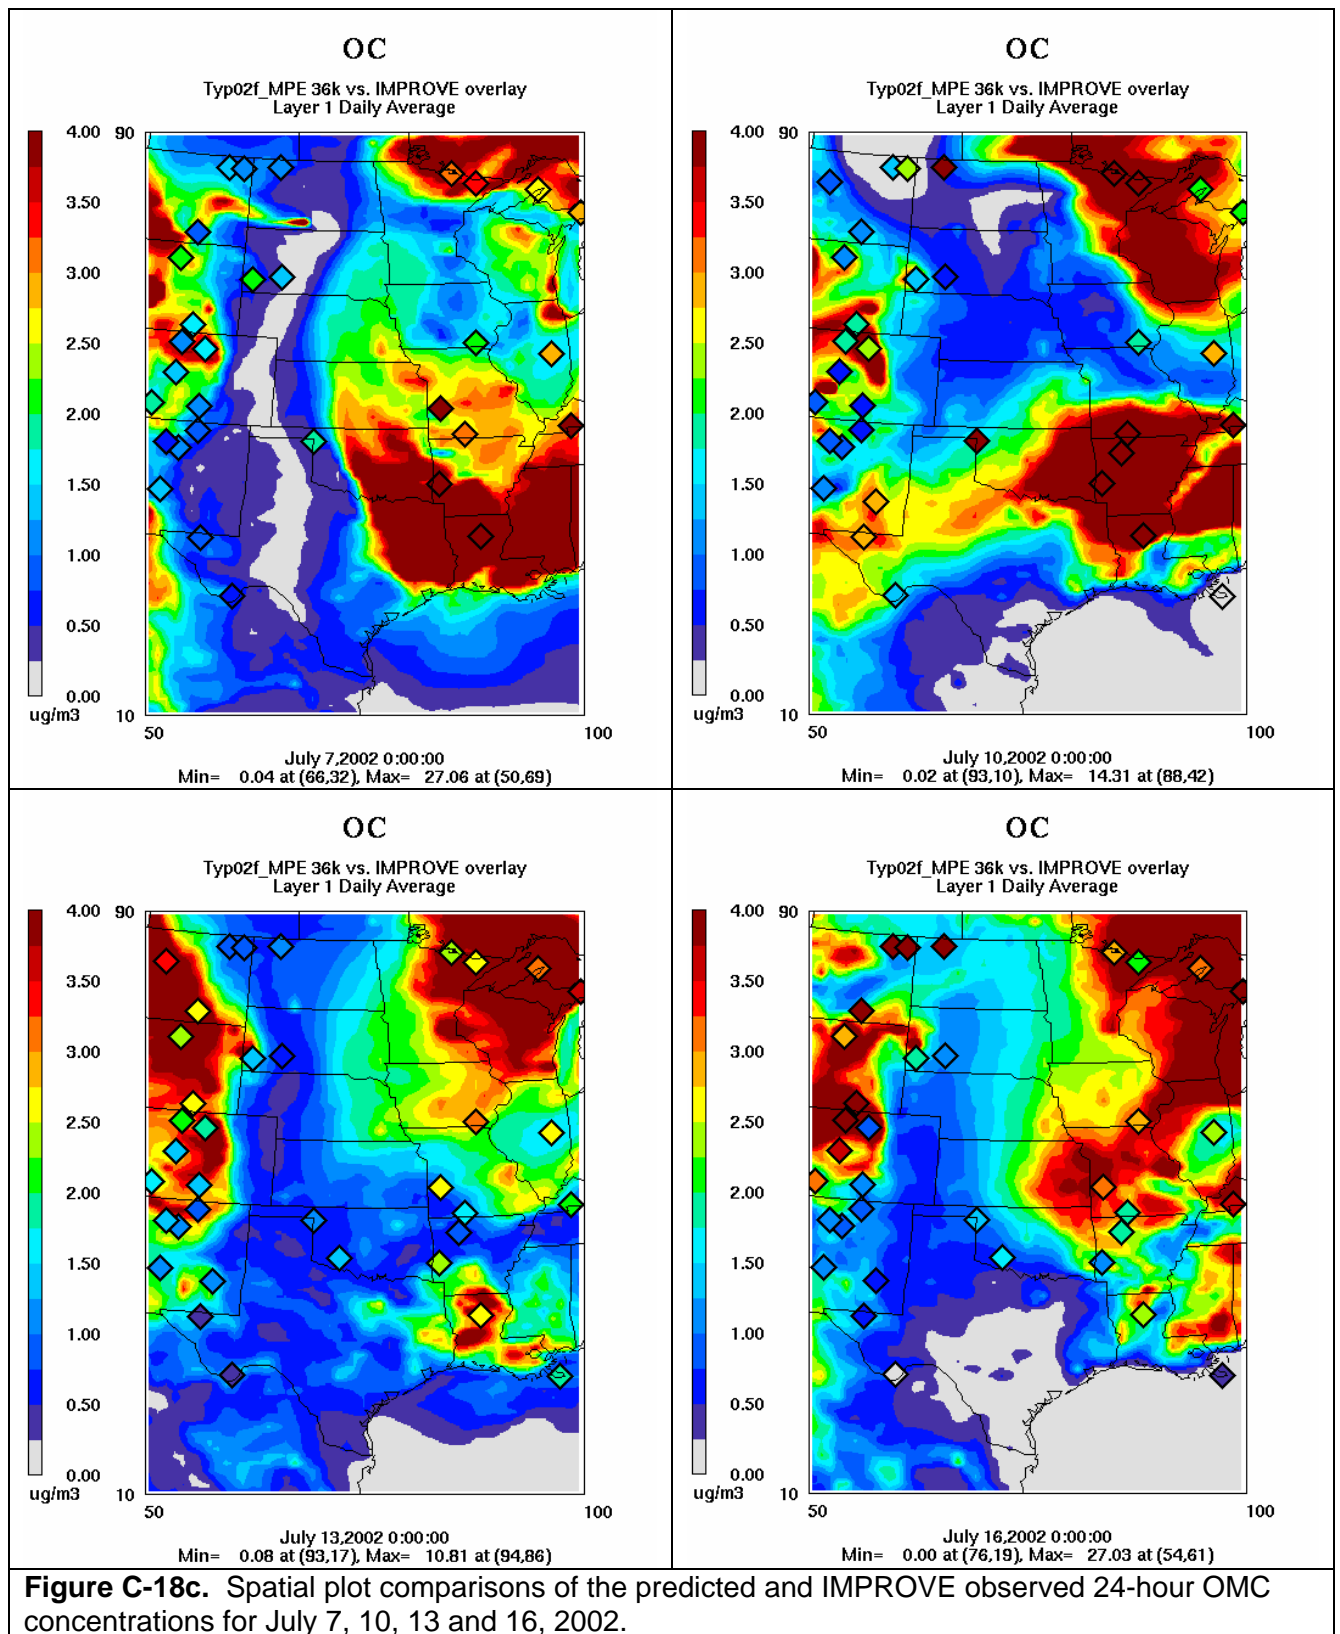 OC
Typ02f_MPE 36k vs. IMPROVE overlay
Layer 1 Daily Average
4.00
3.50
3.00
2.50
2.00
1.50
1.00
0.50
0.00
ug/m3
90
10
50
100
July 7,2002 0:00:00
Min= 0.04 at (66,32), Max= 27.06 at (50,69)
OC
Typ02f_MPE 36k vs. IMPROVE overlay
Layer 1 Daily Average
4.00
3.50
3.00
2.50
2.00
1.50
1.00
0.50
0.00
ug/m3
90
10
50
100
July 10,2002 0:00:00
Min= 0.02 at (93,10), Max= 14.31 at (88,42)
OC
Typ02f_MPE 36k vs. IMPROVE overlay
Layer 1 Daily Average
4.00
3.50
3.00
2.50
2.00
1.50
1.00
0.50
0.00
ug/m3
90
10
50
100
July 13,2002 0:00:00
Min= 0.08 at (93,17), Max= 10.81 at (94,86)
OC
Typ02f_MPE 36k vs. IMPROVE overlay
Layer 1 Daily Average
4.00
3.50
3.00
2.50
2.00
1.50
1.00
0.50
0.00
ug/m3
90
10
50
100
July 16,2002 0:00:00
Min= 0.00 at (76,19), Max= 27.03 at (54,61)
Figure C-18c. Spatial plot comparisons of the predicted and IMPROVE observed 24-hour OMC
concentrations for July 7, 10, 13 and 16, 2002.